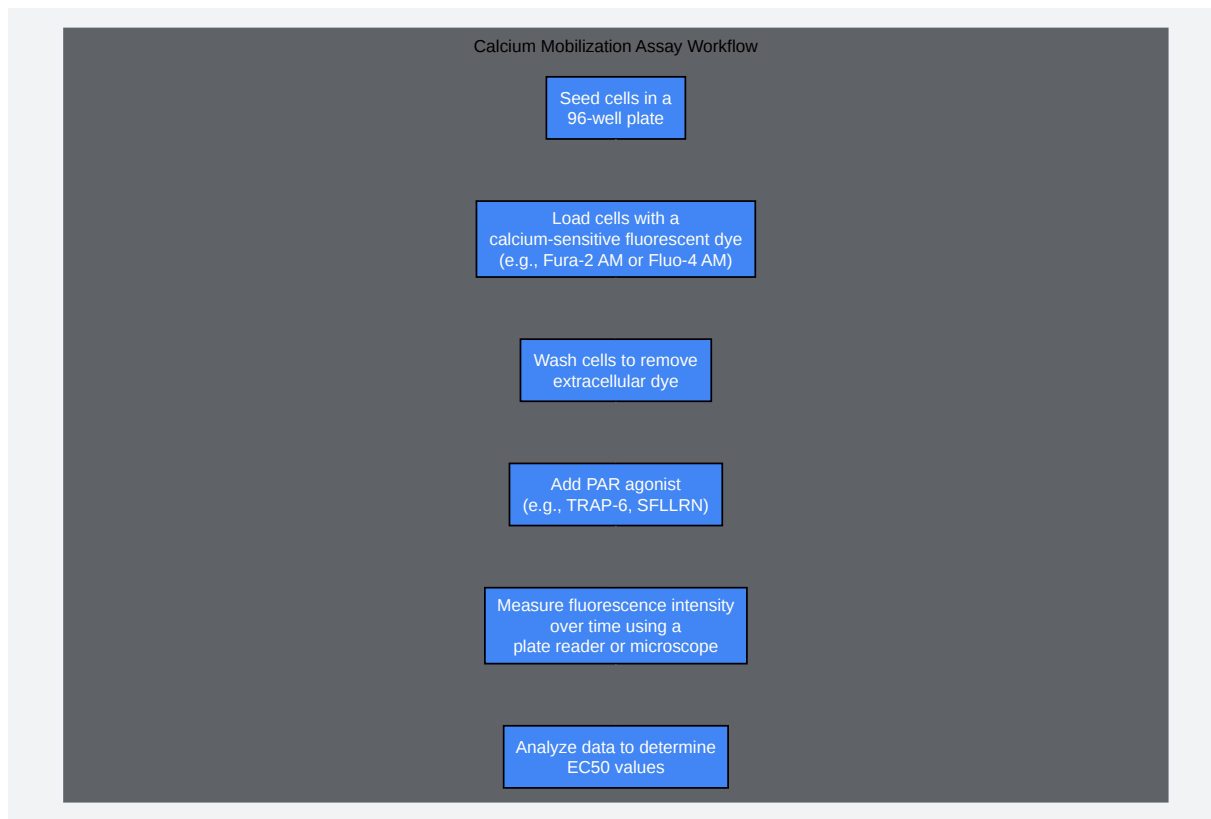 Calcium Mobilization Assay Workflow
Seed cells in a
96-well plate
Load cells with a
calcium-sensitive fluorescent dye
(e.g., Fura-2 AM or Fluo-4 AM)
Wash cells to remove
extracellular dye
Add PAR agonist
(e.g., TRAP-6, SFLLRN)
Measure fluorescence intensity
over time using a
plate reader or microscope
Analyze data to determine
EC50 values